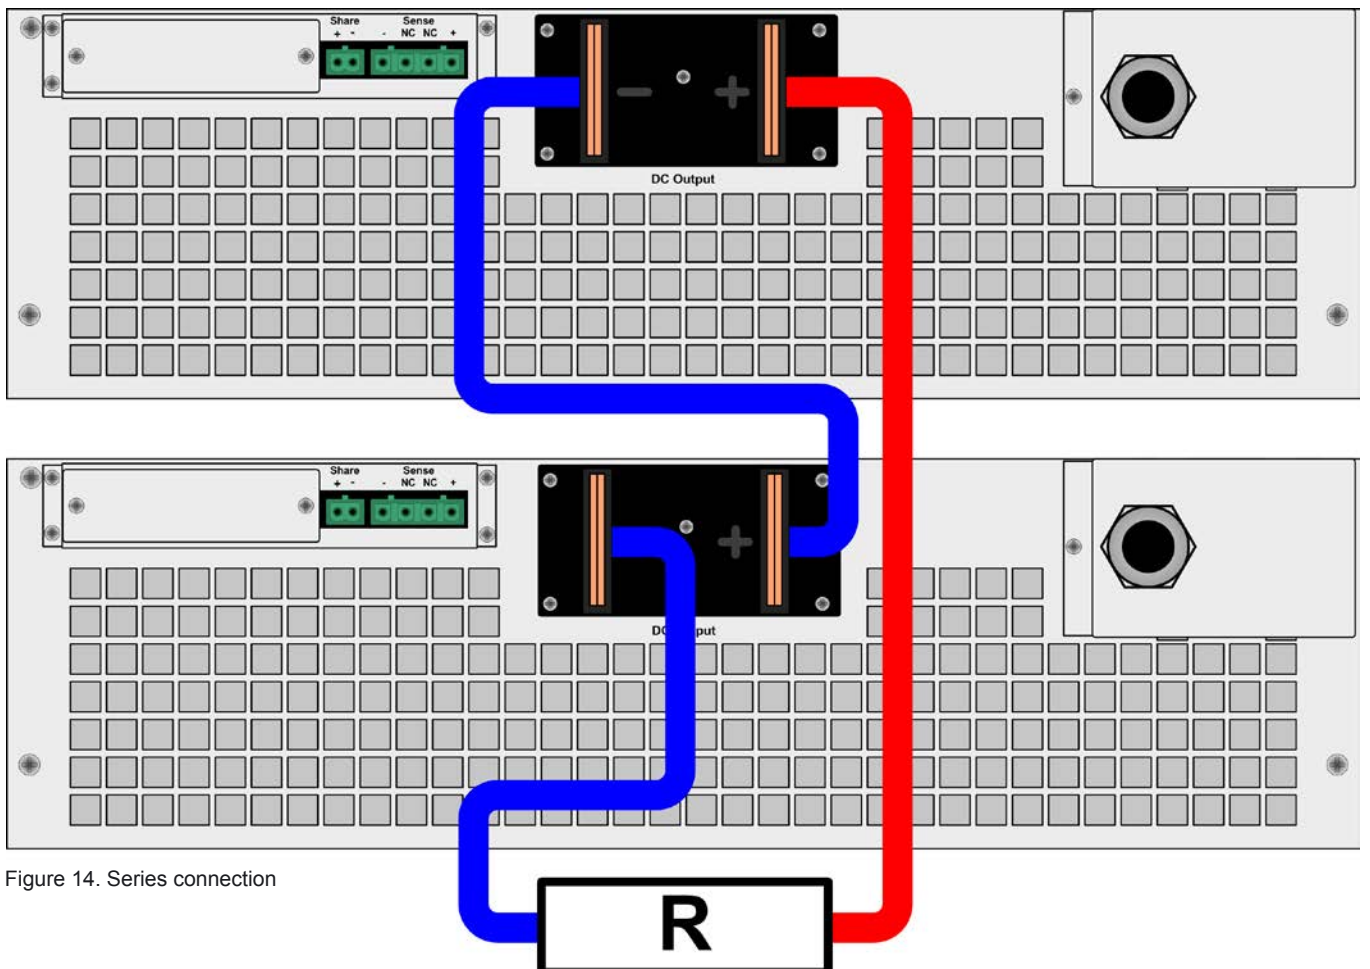 Share Sense
+ - - NC NC +
- +
DC Output
Share Sense
+ - - NC NC +
+
DC put
Figure 14. Series connection
R